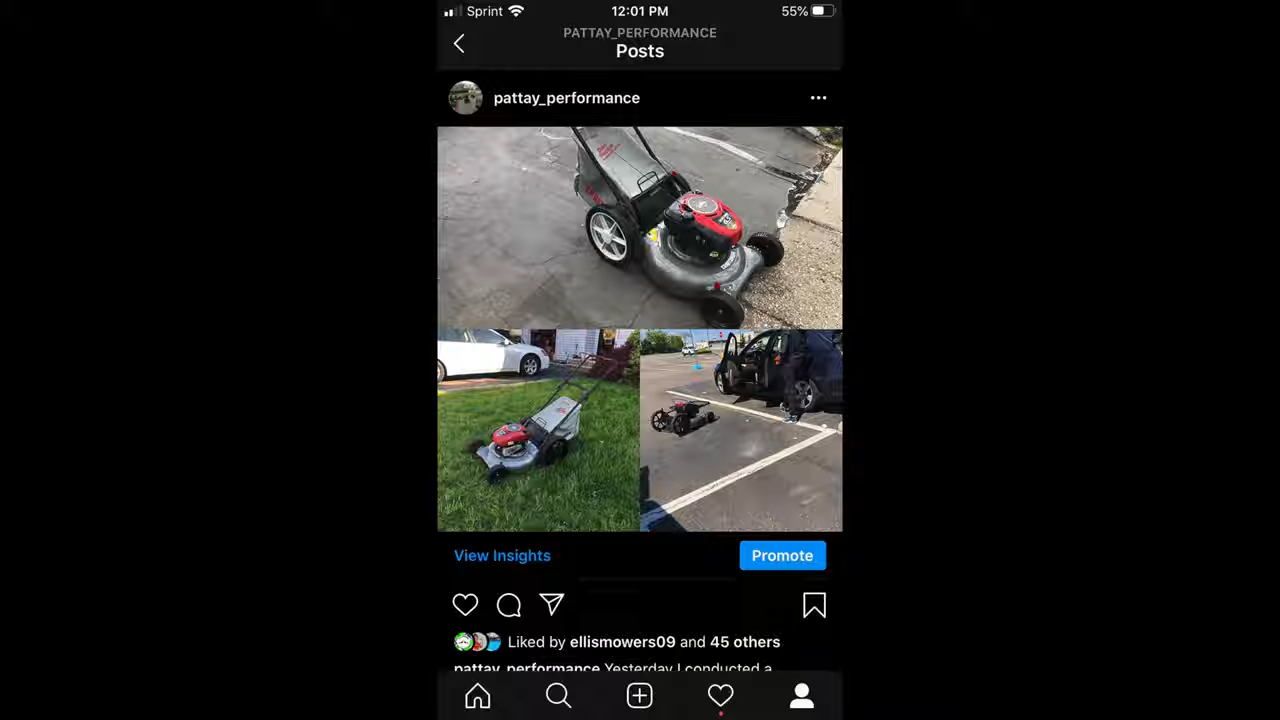 Sprint 12:01 PM 55%
PATTAY_PERFORMANCE
Posts
pattay_performance
View Insights Promote
Liked by ellismowers09 and 45 others
pattay_performance Yesterday I conducted a